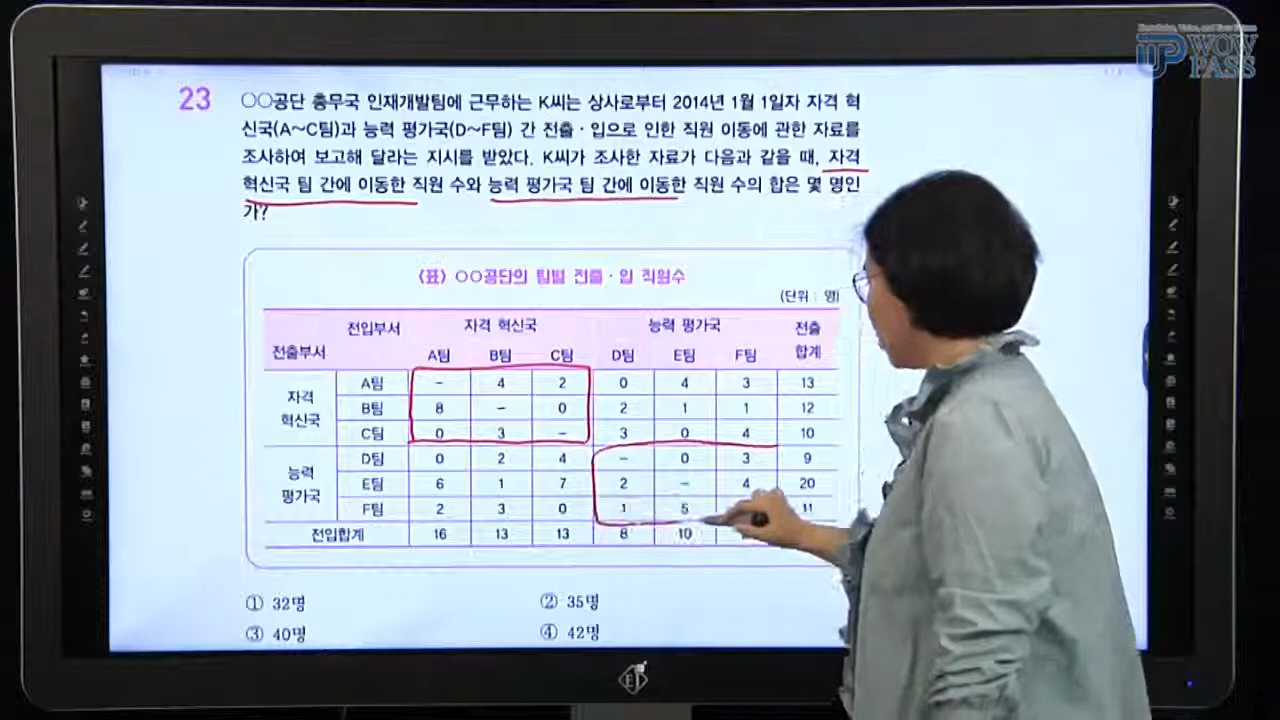 WOW
PASS
23
○○공단 총무국 인재개발팀에 근무하는 K씨는 상사로부터 2014년 1월 1일자 자격 혁
신국(A~C팀)과 능력 평가국(D~F팀) 간 전출·입으로 인한 직원 이동에 관한 자료를
조사하여 보고해 달라는 지시를 받았다. K씨가 조사한 자료가 다음과 같을 때, 자격
혁신국 팀 간에 이동한 직원 수와 능력 평가국 팀 간에 이동한 직원 수의 합은 몇 명인
가?
〈표〉 ○○공단의 팀별 전출·입 직원수
(단위 : 명)
전입부서 자격 혁신국 능력 평가국 전출
전출부서 A팀 B팀 C팀 D팀 E팀 F팀 합계
자격 혁신국 A팀 - 4 2 0 4 3 13
B팀 8 - 0 2 1 1 12
C팀 0 3 - 3 0 4 10
능력 평가국 D팀 0 2 4 - 0 3 9
E팀 6 1 7 2 - 4 20
F팀 2 3 0 1 5 11
전입합계 16 13 13 8 10
① 32명 ② 35명
③ 40명 ④ 42명